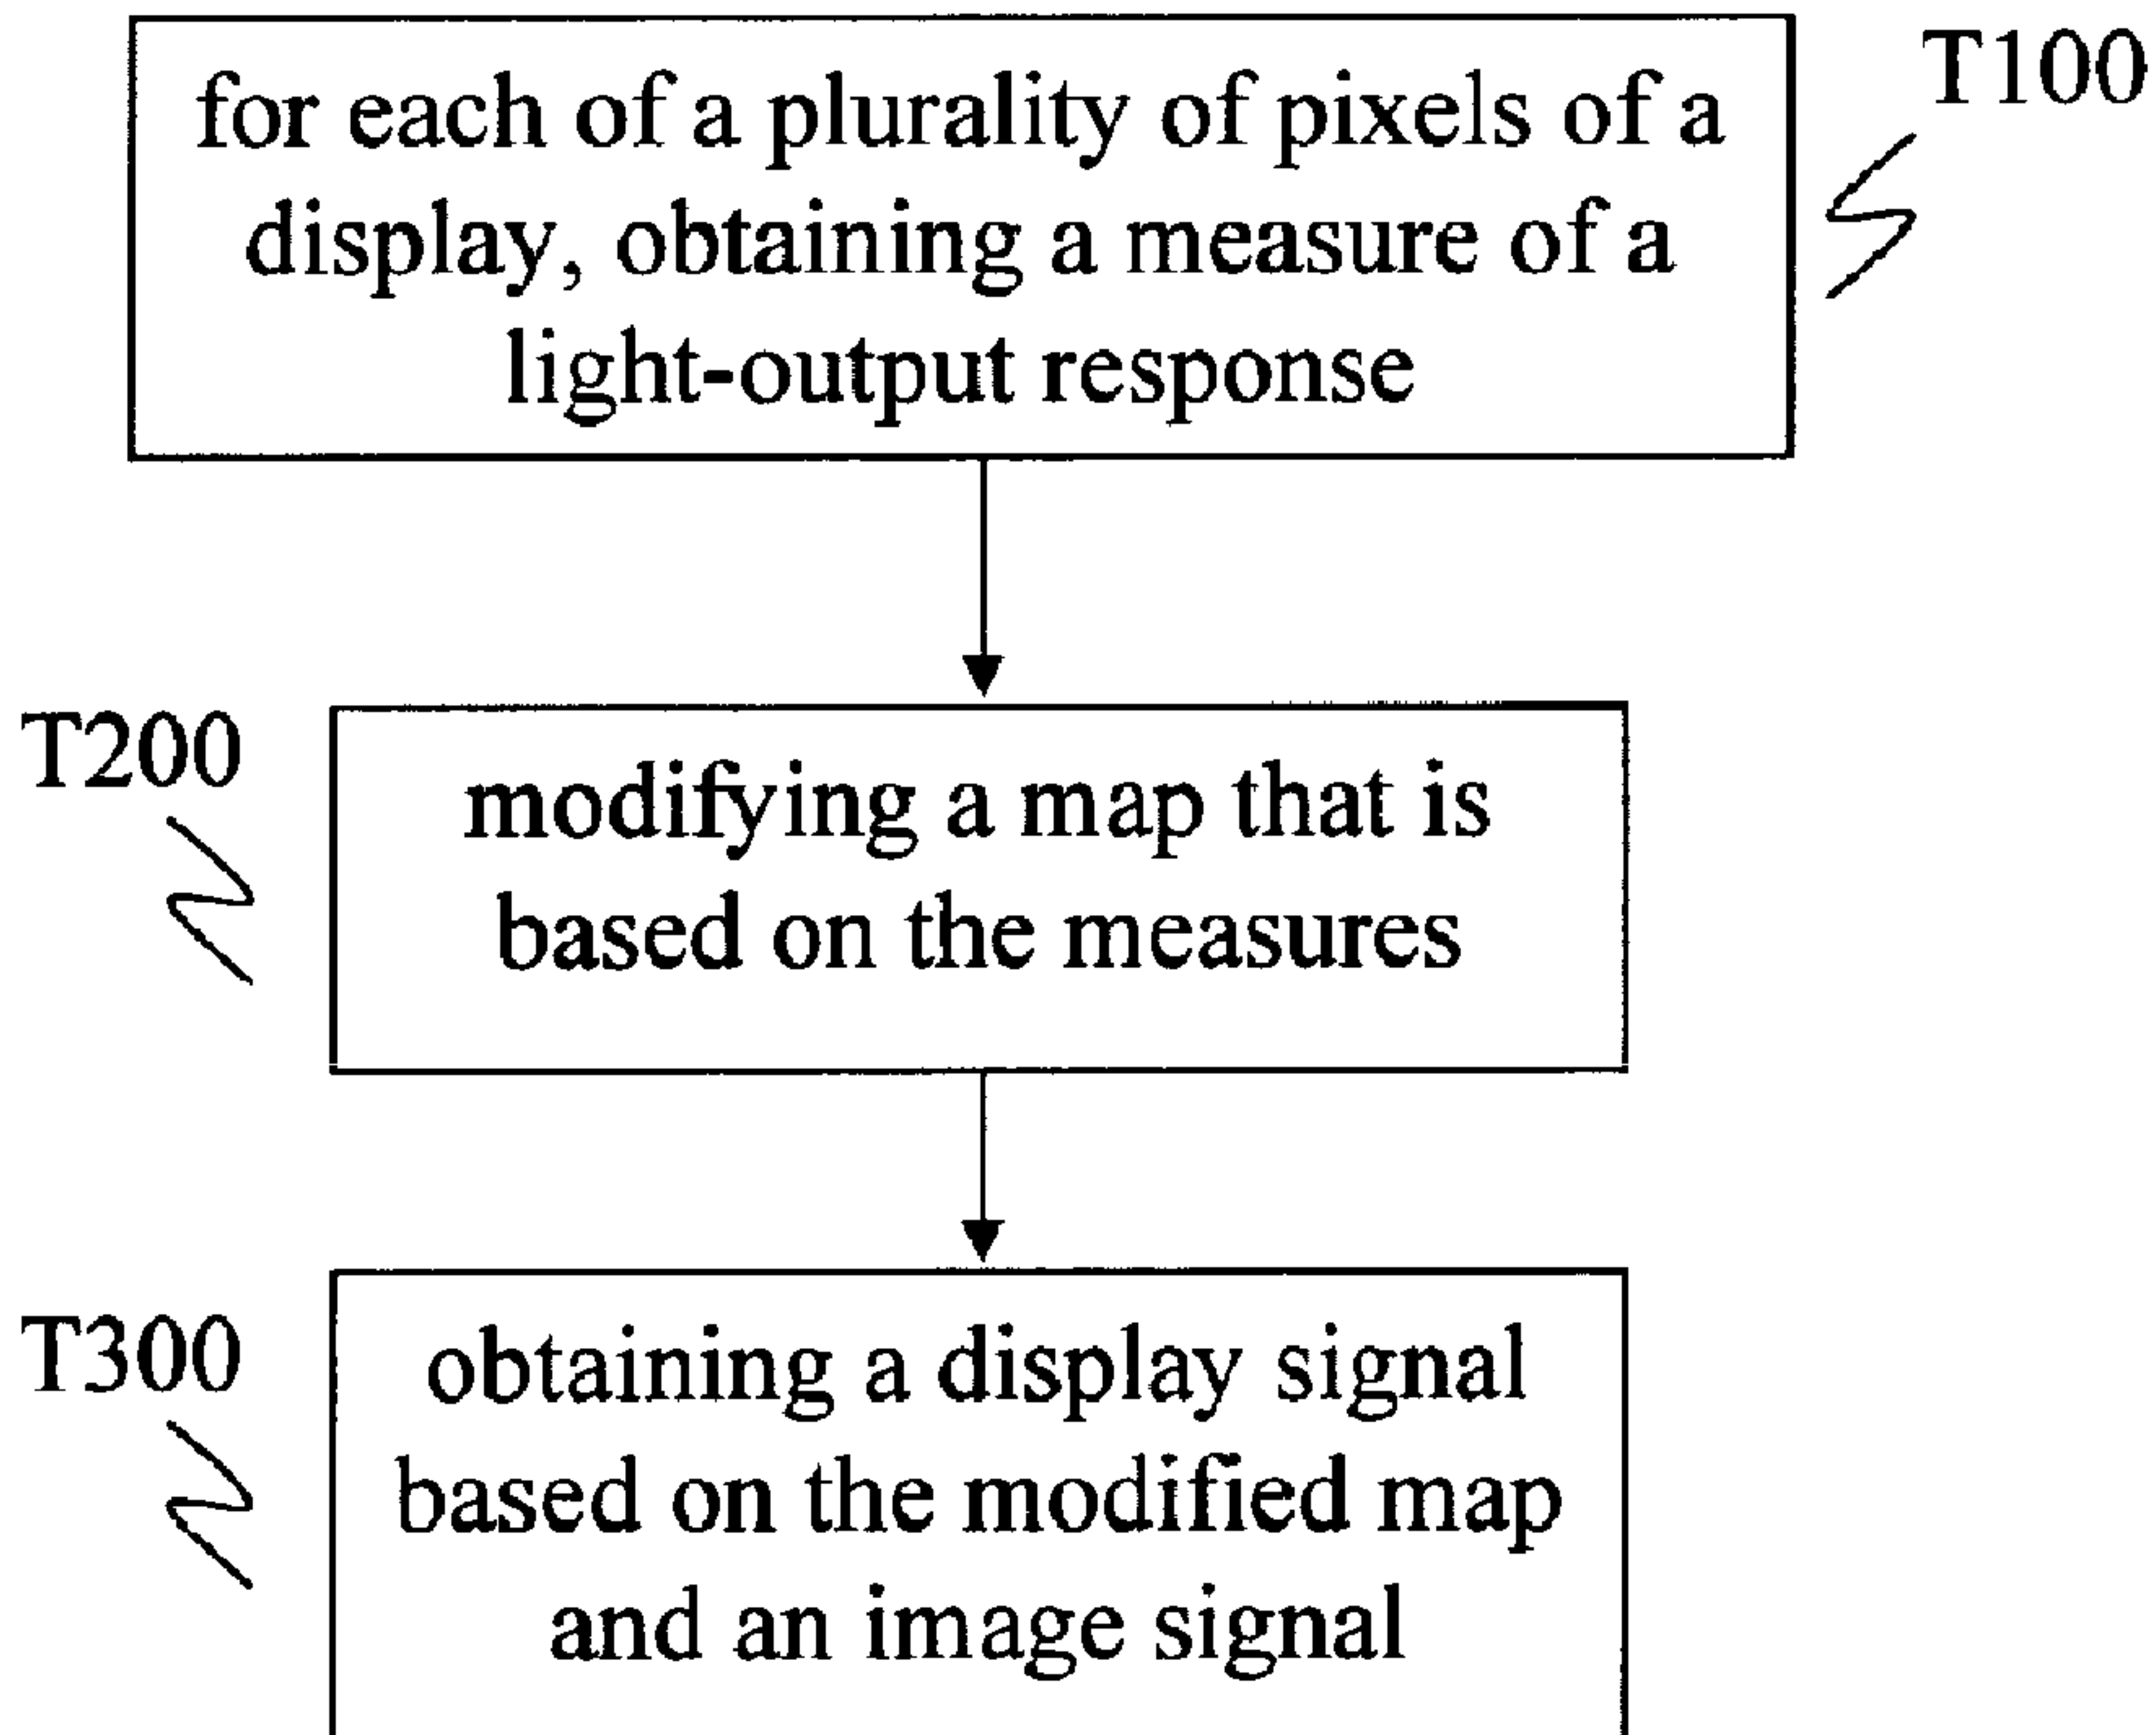 for each of a plurality of pixels of a
display, obtaining a measure of a
light-output response
T100
T200
modifying a map that is
based on the measures
T300
obtaining a display signal
based on the modified map
and an image signal